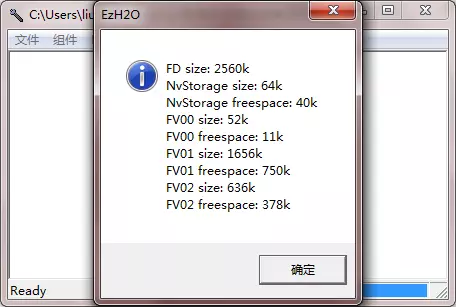 C:\Users\liu
EzH2O
文件 组件
FD size: 2560k
NvStorage size: 64k
NvStorage freespace: 40k
FV00 size: 52k
FV00 freespace: 11k
FV01 size: 1656k
FV01 freespace: 750k
FV02 size: 636k
FV02 freespace: 378k
确定
Ready